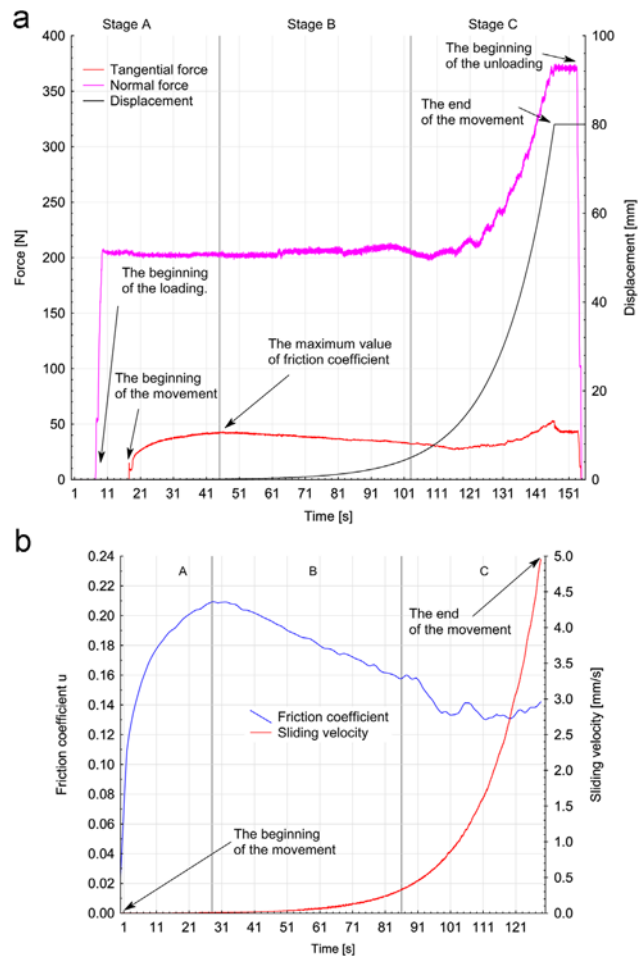 a
Stage A
Stage B
Stage C
400
350
300
250
200
150
100
50
0
Force [N]
100
80
60
40
20
0
Displacement [mm]
Tangential force
Normal force
Displacement
The beginning
of the unloading
The end
of the movement
The beginning
of the loading.
The maximum value
of friction coefficient
The beginning
of the movement
1 11 21 31 41 51 61 71 81 91 101 111 121 131 141 151
Time [s]
b
0.24
0.22
0.20
0.18
0.16
0.14
0.12
0.10
0.08
0.06
0.04
0.02
0.00
Friction coefficient u
5.0
4.5
4.0
3.5
3.0
2.5
2.0
1.5
1.0
0.5
0.0
Sliding velocity [mm/s]
A
B
C
The end
of the movement
Friction coefficient
Sliding velocity
The beginning
of the movement
1 11 21 31 41 51 61 71 81 91 101 111 121
Time [s]